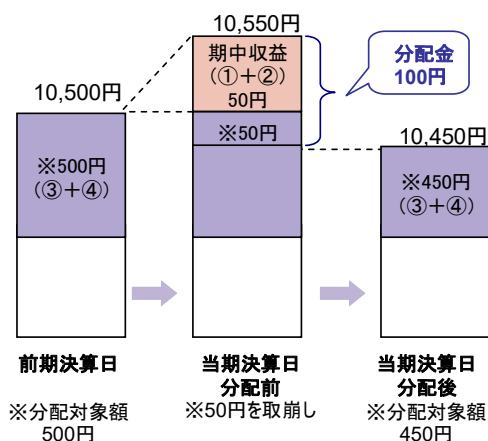 10,500円
※500円
(③+④)
前期決算日
※分配対象額
500円
10,550円
期中収益
(①+②)
50円
※50円
当期決算日
分配前
※50円を取崩し
分配金
100円
10,450円
※450円
(③+④)
当期決算日
分配後
※分配対象額
450円